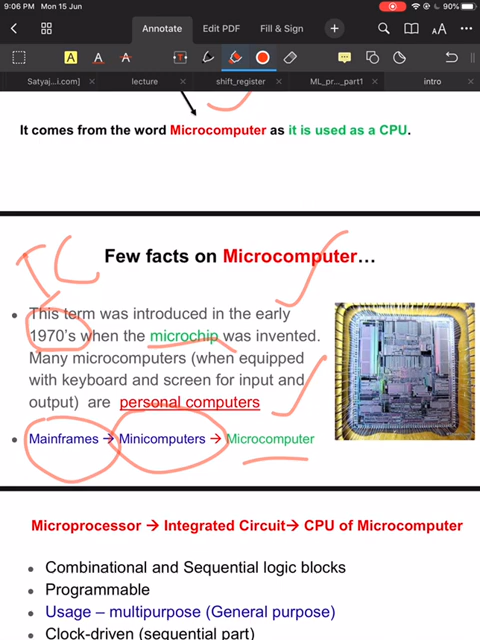 9:06 PM Mon 15 Jun
90%
Annotate Edit PDF Fill & Sign
Satyaj...i.com] lecture shift_register ML_pr..._part1 intro
It comes from the word Microcomputer as it is used as a CPU.
IC
Few facts on Microcomputer...
• This term was introduced in the early
1970's when the microchip was invented.
Many microcomputers (when equipped
with keyboard and screen for input and
output) are personal computers
• Mainframes → Minicomputers → Microcomputer
Microprocessor → Integrated Circuit→ CPU of Microcomputer
• Combinational and Sequential logic blocks
• Programmable
• Usage – multipurpose (General purpose)
• Clock-driven (sequential part)